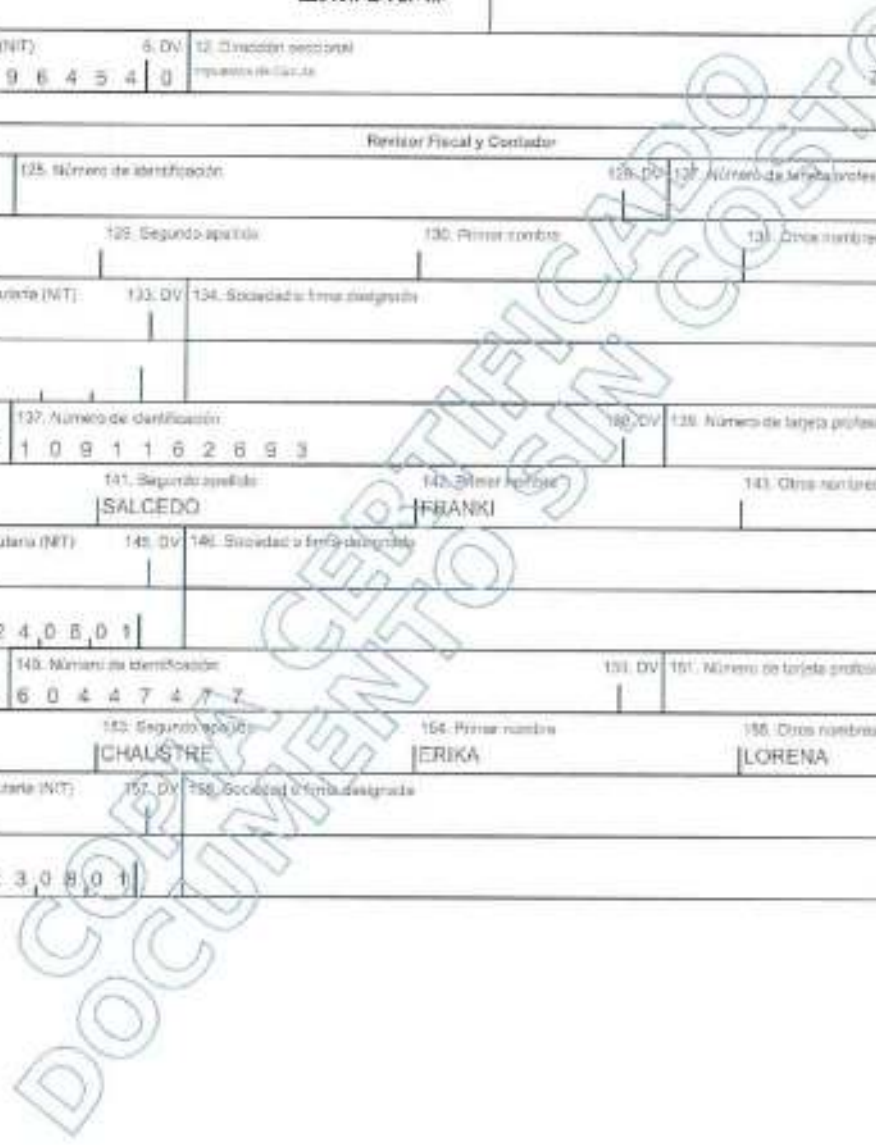 (NIT) 6. DV 12. Dirección seccional
9 6 4 5 4 0 Impuestos de Cúcuta
Revisor Fiscal y Contador
125. Número de identificación 126. DV 127. Número de tarjeta profes
129. Segundo apellido 130. Primer nombre 131. Otros nombres
utaria (NIT) 133. DV 134. Sociedad o firma designada
137. Número de identificación 138. DV 139. Número de tarjeta profes
1 0 9 1 1 6 2 6 9 3
141. Segundo apellido 142. Primer nombre 143. Otros nombres
SALCEDO FRANKI
utaria (NIT) 145. DV 146. Sociedad o firma designada
2 4 0 8 0 1
149. Número de identificación 150. DV 151. Número de tarjeta profes
6 0 4 4 7 4 7 7
153. Segundo apellido 154. Primer nombre 155. Otros nombres
CHAUSTRE ERIKA LORENA
utaria (NIT) 157. DV 158. Sociedad o firma designada
3 0 8 0 1
COPIA CERTIFICADO
DOCUMENTO SIN COSTO